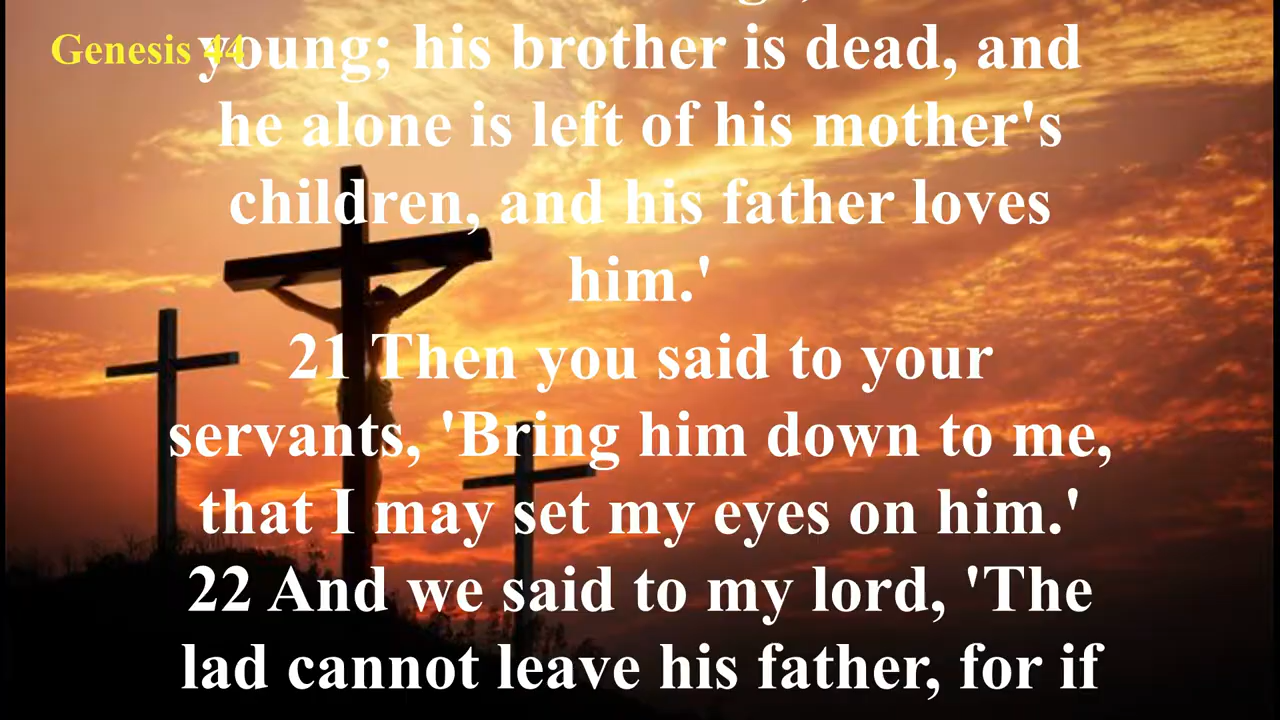 Genesis 44
young; his brother is dead, and
he alone is left of his mother's
children, and his father loves
him.'
21 Then you said to your
servants, 'Bring him down to me,
that I may set my eyes on him.'
22 And we said to my lord, 'The
lad cannot leave his father, for if